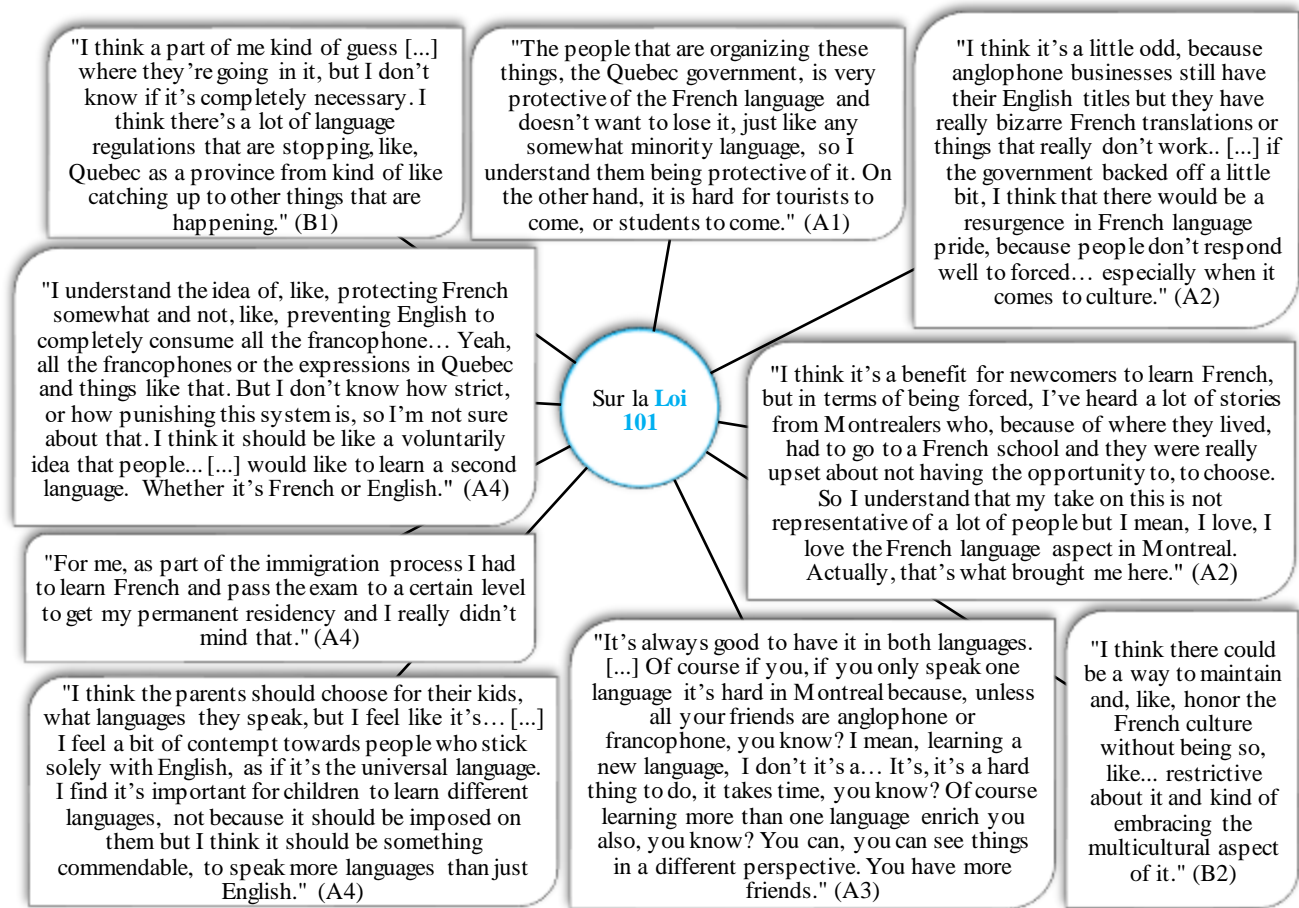 "I think a part of me kind of guess [...]
where they're going in it, but I don't
know if it's completely necessary. I
think there's a lot of language
regulations that are stopping, like,
Quebec as a province from kind of like
catching up to other things that are
happening." (B1)
"The people that are organizing these
things, the Quebec government, is very
protective of the French language and
doesn't want to lose it, just like any
somewhat minority language, so I
understand them being protective of it. On
the other hand, it is hard for tourists to
come, or students to come." (A1)
"I think it's a little odd, because
anglophone businesses still have
their English titles but they have
really bizarre French translations or
things that really don't work.. [...] if
the government backed off a little
bit, I think that there would be a
resurgence in French language
pride, because people don't respond
well to forced… especially when it
comes to culture." (A2)
"I understand the idea of, like, protecting French
somewhat and not, like, preventing English to
completely consume all the francophone… Yeah,
all the francophones or the expressions in Quebec
and things like that. But I don't know how strict,
or how punishing this system is, so I'm not sure
about that. I think it should be like a voluntarily
idea that people... [...] would like to learn a second
language. Whether it's French or English." (A4)
Sur la Loi
101
"I think it's a benefit for newcomers to learn French,
but in terms of being forced, I've heard a lot of stories
from Montrealers who, because of where they lived,
had to go to a French school and they were really
upset about not having the opportunity to, to choose.
So I understand that my take on this is not
representative of a lot of people but I mean, I love, I
love the French language aspect in Montreal.
Actually, that's what brought me here." (A2)
"For me, as part of the immigration process I had
to learn French and pass the exam to a certain level
to get my permanent residency and I really didn't
mind that." (A4)
"I think the parents should choose for their kids,
what languages they speak, but I feel like it's… [...]
I feel a bit of contempt towards people who stick
solely with English, as if it's the universal language.
I find it's important for children to learn different
languages, not because it should be imposed on
them but I think it should be something
commendable, to speak more languages than just
English." (A4)
"It's always good to have it in both languages.
[...] Of course if you, if you only speak one
language it's hard in Montreal because, unless
all your friends are anglophone or
francophone, you know? I mean, learning a
new language, I don't it's a… It's, it's a hard
thing to do, it takes time, you know? Of course
learning more than one language enrich you
also, you know? You can, you can see things
in a different perspective. You have more
friends." (A3)
"I think there could
be a way to maintain
and, like, honor the
French culture
without being so,
like... restrictive
about it and kind of
embracing the
multicultural aspect
of it." (B2)